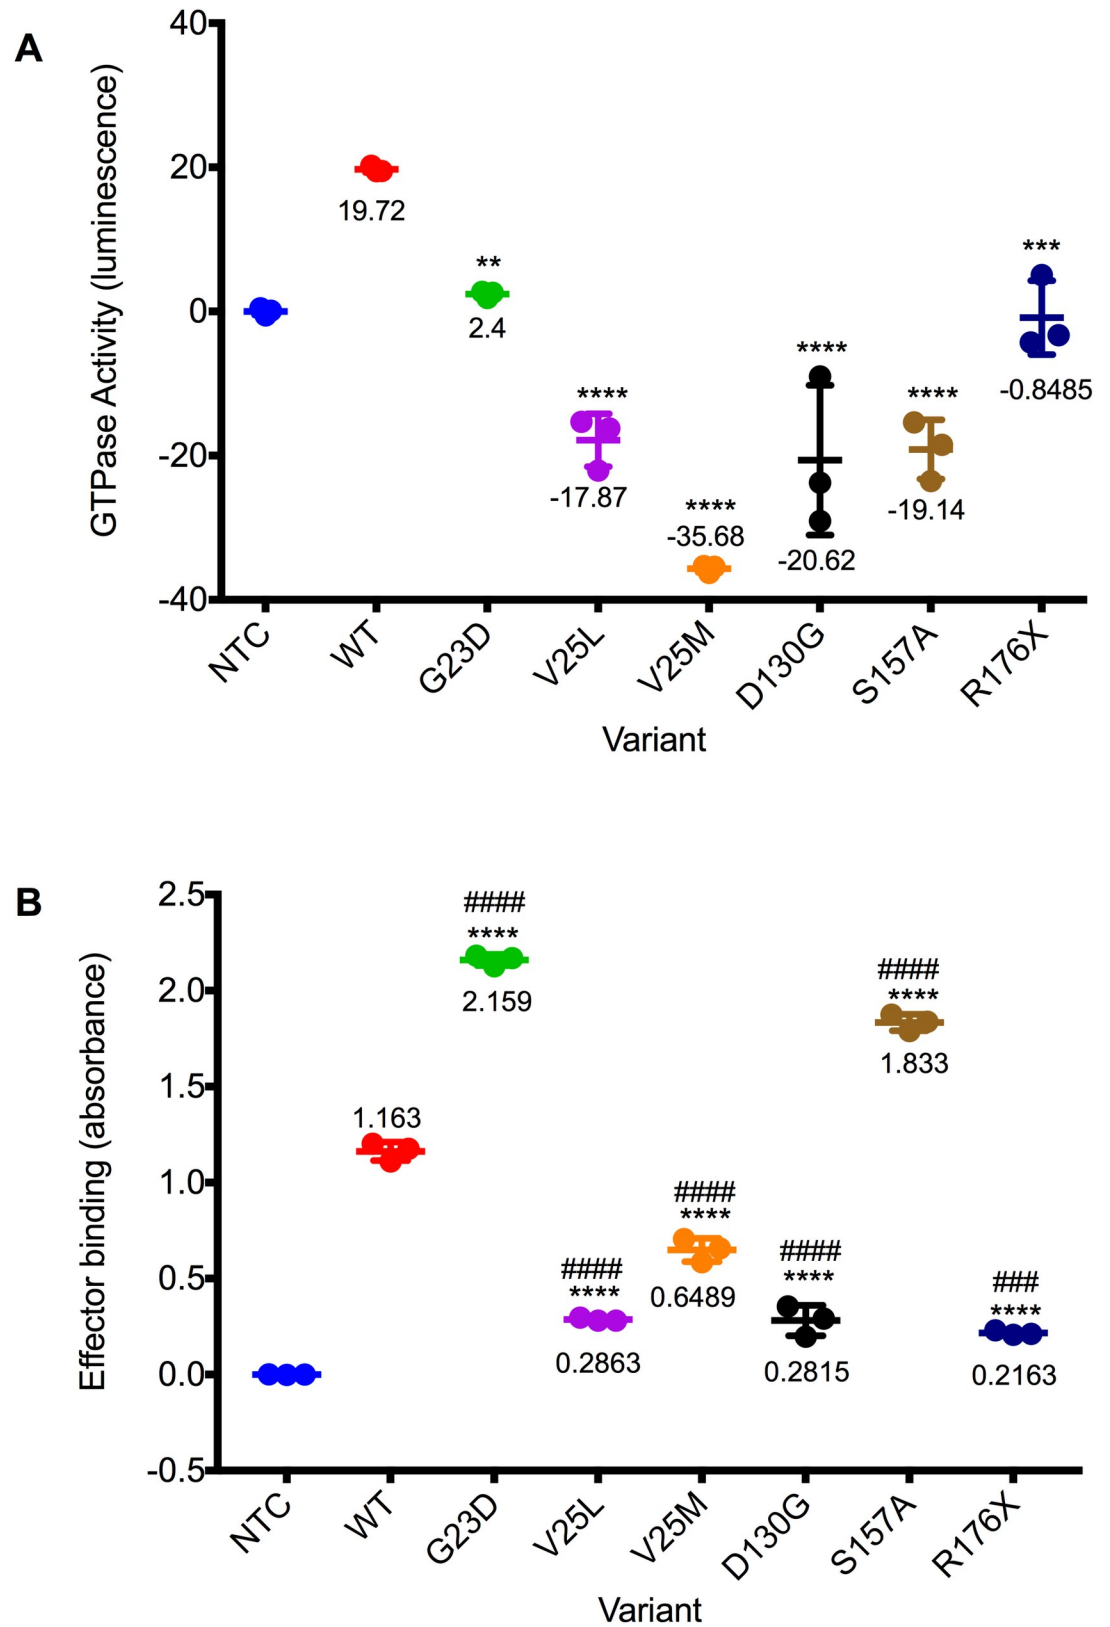 A
GTPase Activity (luminescence)
40
20
0
-20
-40
19.72
**
2.4
****
-17.87
****
-35.68
****
-20.62
****
-19.14
***
-0.8485
NTC
WT
G23D
V25L
V25M
D130G
S157A
R176X
Variant
B
Effector binding (absorbance)
2.5
2.0
1.5
1.0
0.5
0.0
-0.5
1.163
####
****
2.159
####
****
0.2863
####
****
0.6489
####
****
0.2815
####
****
1.833
###
****
0.2163
NTC
WT
G23D
V25L
V25M
D130G
S157A
R176X
Variant